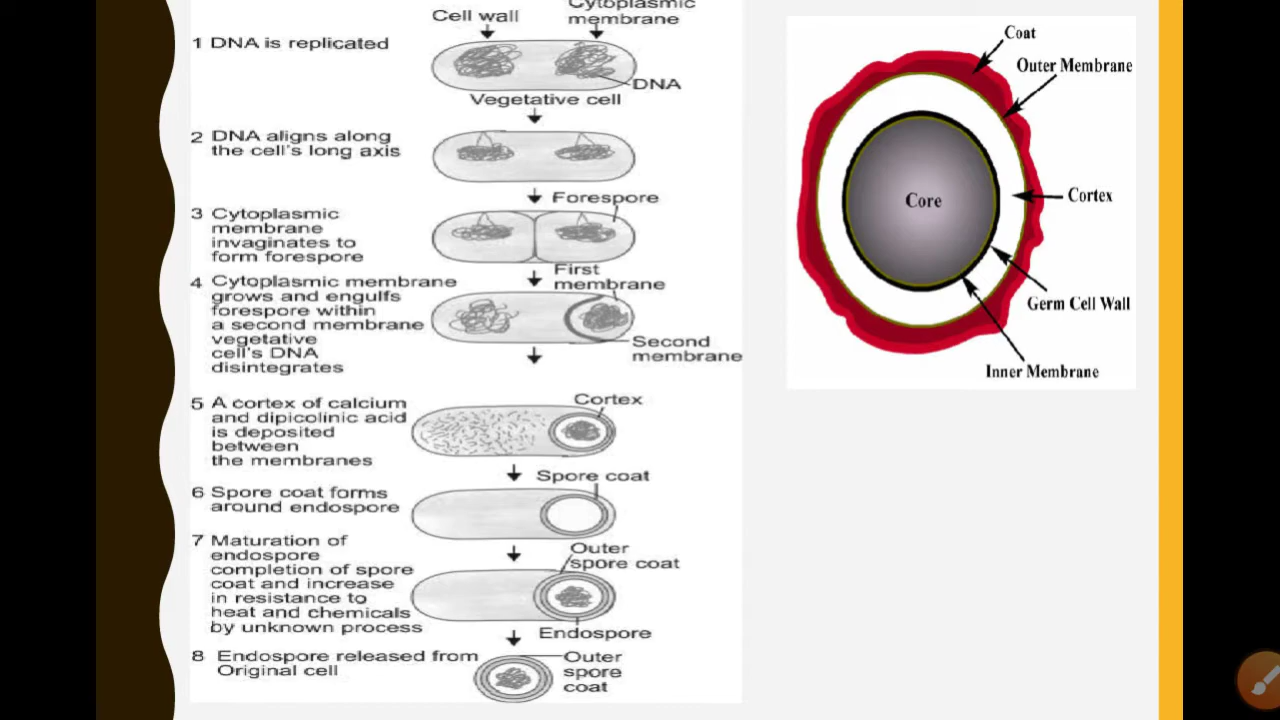 Cell wall
Cytoplasmic
membrane
1 DNA is replicated
DNA
Vegetative cell
2 DNA aligns along
the cell's long axis
Forespore
3 Cytoplasmic
membrane
invaginates to
form forespore
First
membrane
4 Cytoplasmic membrane
grows and engulfs
forespore within
a second membrane
vegetative
cell's DNA
disintegrates
Second
membrane
5 A cortex of calcium
and dipicolinic acid
is deposited
between
the membranes
Cortex
Spore coat
6 Spore coat forms
around endospore
7 Maturation of
endospore
completion of spore
coat and increase
in resistance to
heat and chemicals
by unknown process
Outer
spore coat
Endospore
8 Endospore released from
Original cell
Outer
spore
coat
Coat
Outer Membrane
Core
Cortex
Germ Cell Wall
Inner Membrane